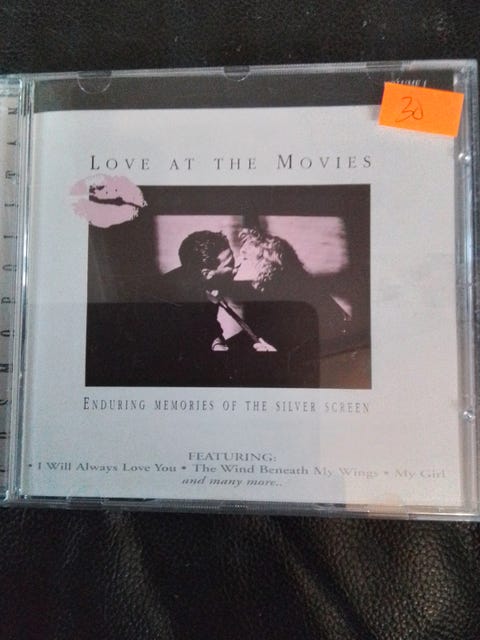 30
LOVE AT THE MOVIES
ENDURING MEMORIES OF THE SILVER SCREEN
FEATURING:
• I Will Always Love You • The Wind Beneath My Wings • My Girl
and many more..